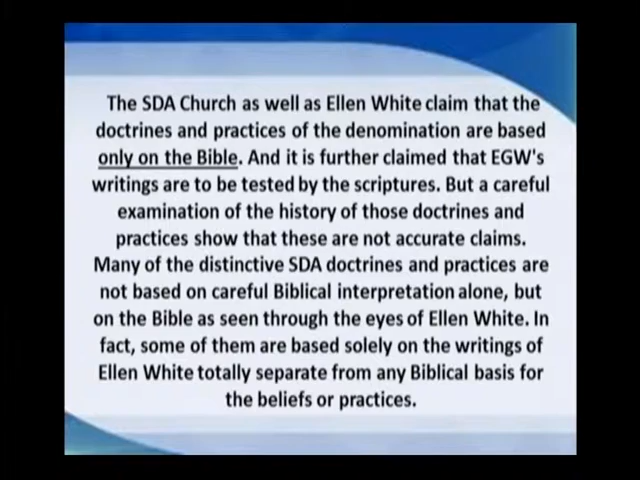 The SDA Church as well as Ellen White claim that the
doctrines and practices of the denomination are based
only on the Bible. And it is further claimed that EGW's
writings are to be tested by the scriptures. But a careful
examination of the history of those doctrines and
practices show that these are not accurate claims.
Many of the distinctive SDA doctrines and practices are
not based on careful Biblical interpretation alone, but
on the Bible as seen through the eyes of Ellen White. In
fact, some of them are based solely on the writings of
Ellen White totally separate from any Biblical basis for
the beliefs or practices.